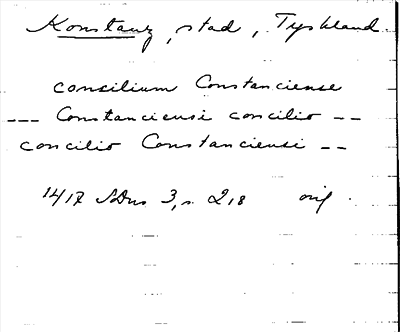 Konstanz, stad, Tyskland.
concilium Constanciense
--- Constanciensi concilio --
concilio Constanciensi --
1417 SDns 3, s. 218 orig.